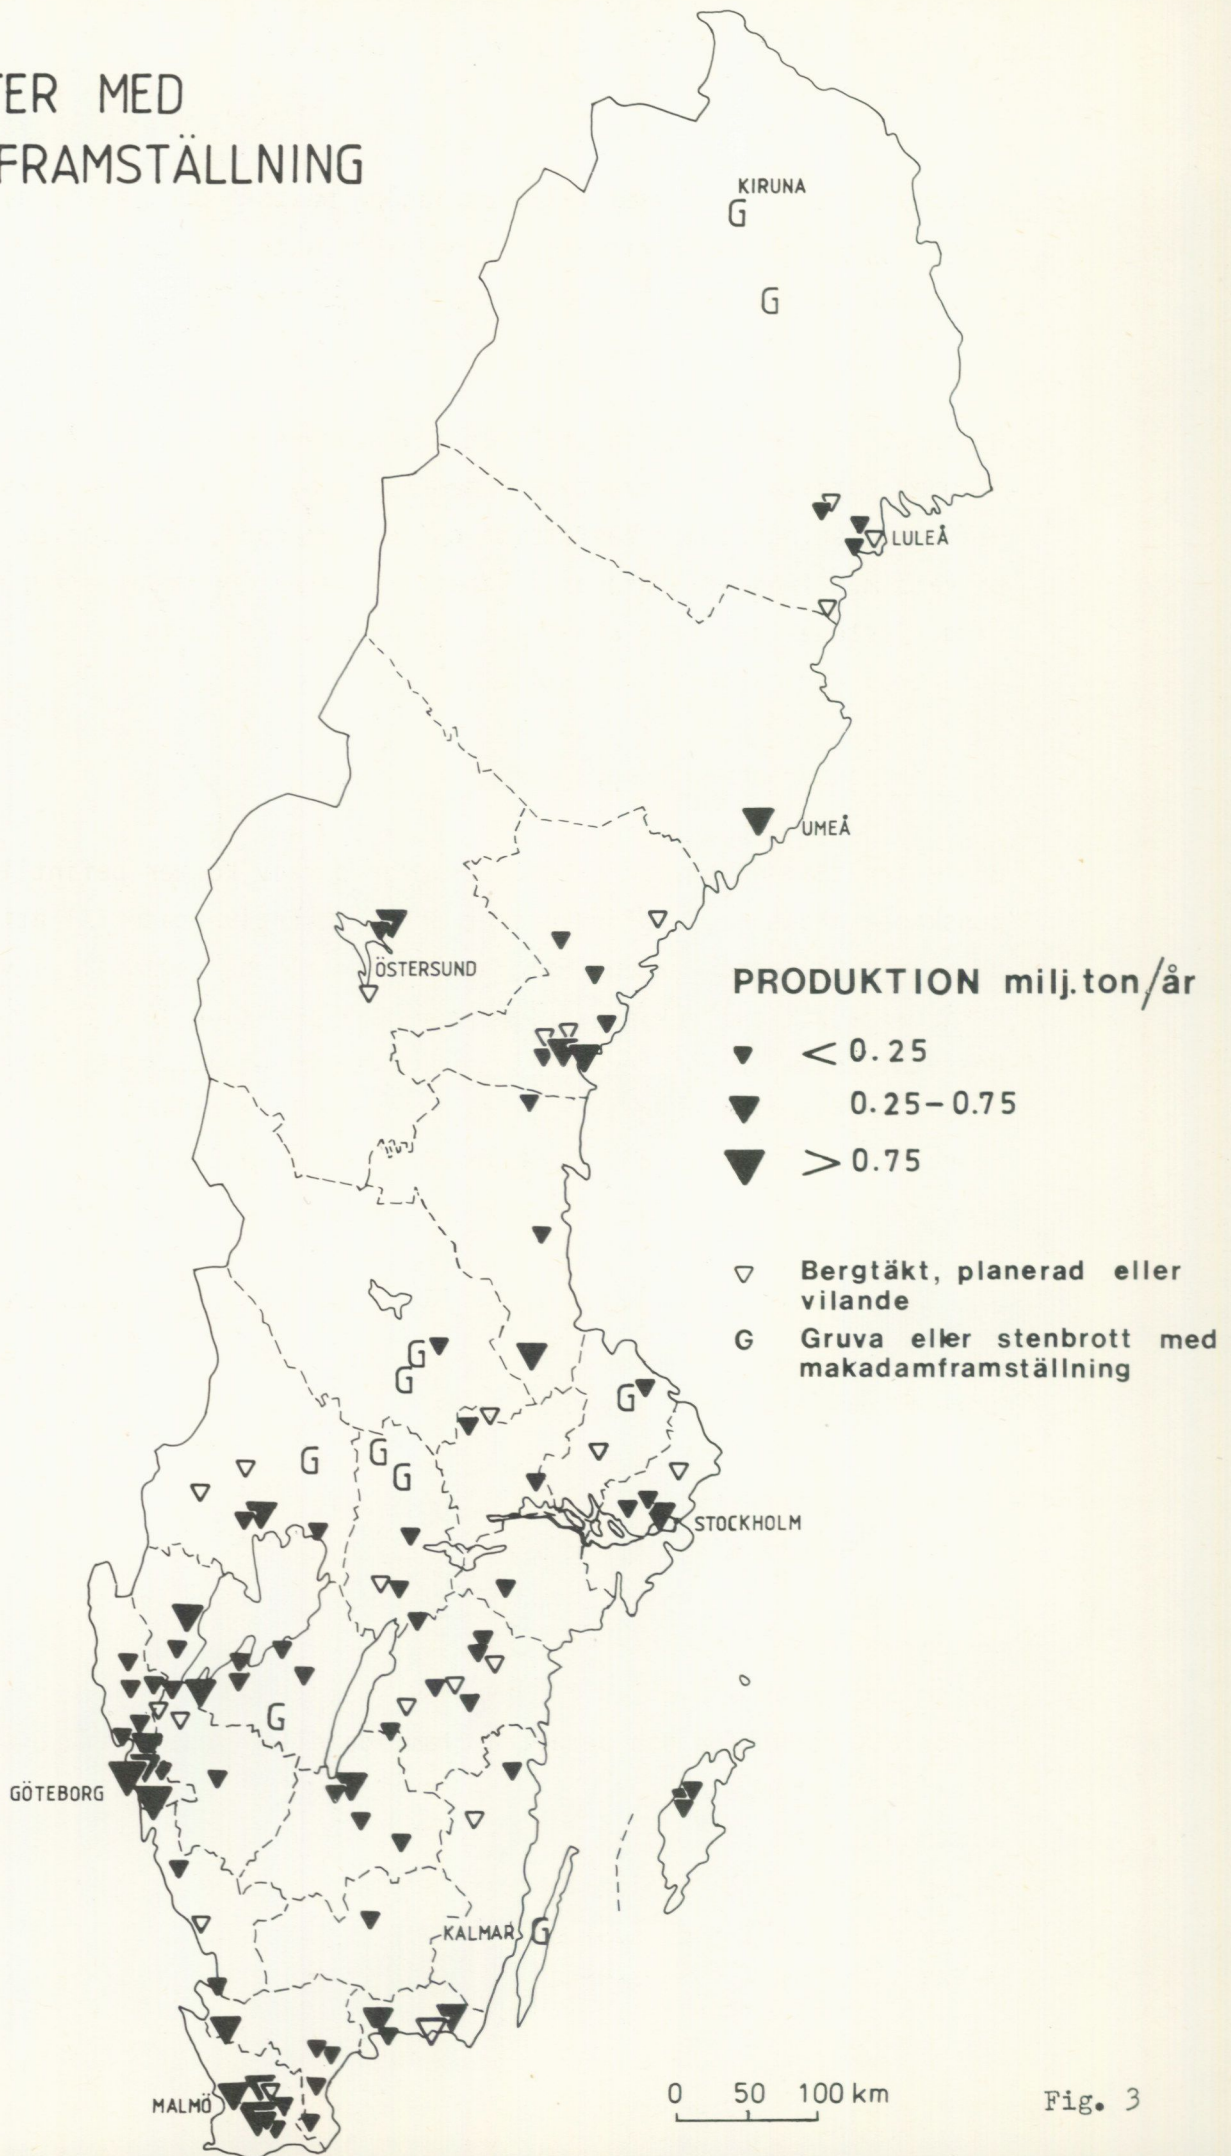 TER MED
FRAMSTÄLLNING
KIRUNA
G
G
LULEÅ
UMEÅ
ÖSTERSUND
PRODUKTION milj.ton/år
< 0.25
0.25-0.75
> 0.75
Bergtäkt, planerad eller
vilande
G Gruva eller stenbrott med
makadamframställning
G
G
G
G
G
G
STOCKHOLM
G
GÖTEBORG
KALMAR G
MALMÖ
0 50 100 km
Fig. 3